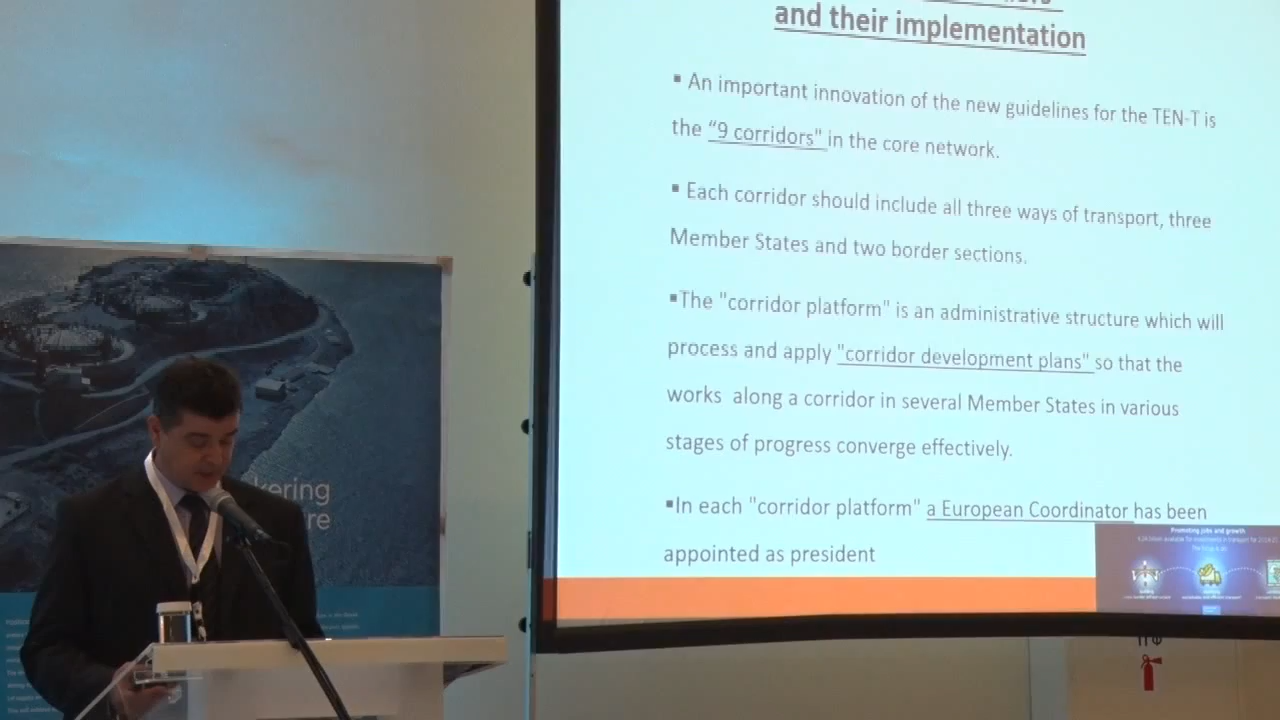 and their implementation
▪ An important innovation of the new guidelines for the TEN-T is
the “9 corridors" in the core network.
▪ Each corridor should include all three ways of transport, three
Member States and two border sections.
▪The "corridor platform" is an administrative structure which will
process and apply "corridor development plans" so that the
works along a corridor in several Member States in various
stages of progress converge effectively.
▪In each "corridor platform" a European Coordinator has been
appointed as president
Promoting jobs and growth
kering
re